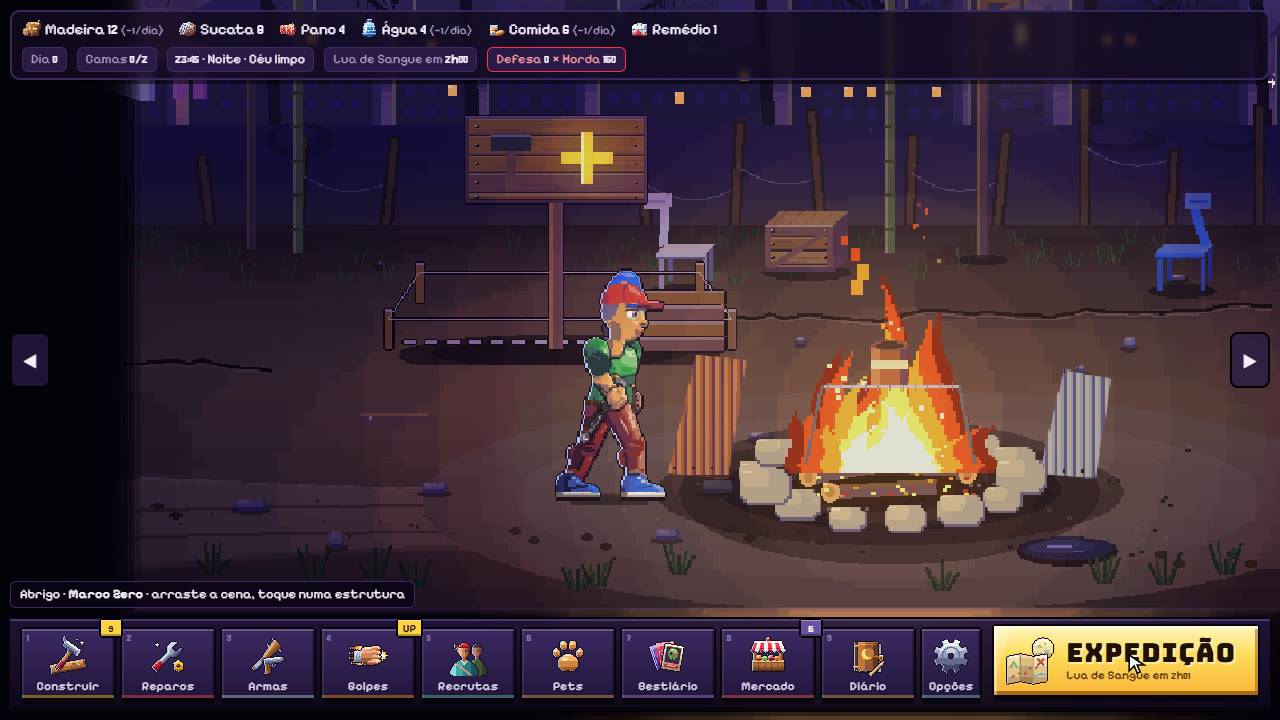 Madeira 12 (-1/dia) Sucata 8 Pano 4 Água 4 (-1/dia) Comida 6 (-1/dia) Remédio 1
Dia 0 Camas 0/2 23:45 · Noite · Céu limpo Lua de Sangue em 2h00 Defesa 0 × Horda 160
Abrigo · Marco Zero · arraste a cena, toque numa estrutura
9 UP 6
1 2 3 4 5 6 7 8 9
Construir Reparos Armas Golpes Recrutas Pets Bestiário Mercado Diário Opções
EXPEDIÇÃO
Lua de Sangue em 2h01